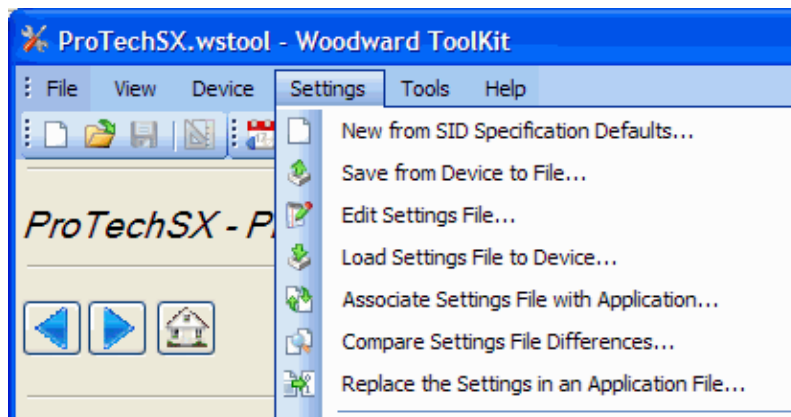 ProTechSX.wstool - Woodward ToolKit
File View Device Settings Tools Help
New from SID Specification Defaults...
Save from Device to File...
ProTechSX - P
Edit Settings File...
Load Settings File to Device...
Associate Settings File with Application...
Compare Settings File Differences...
Replace the Settings in an Application File...